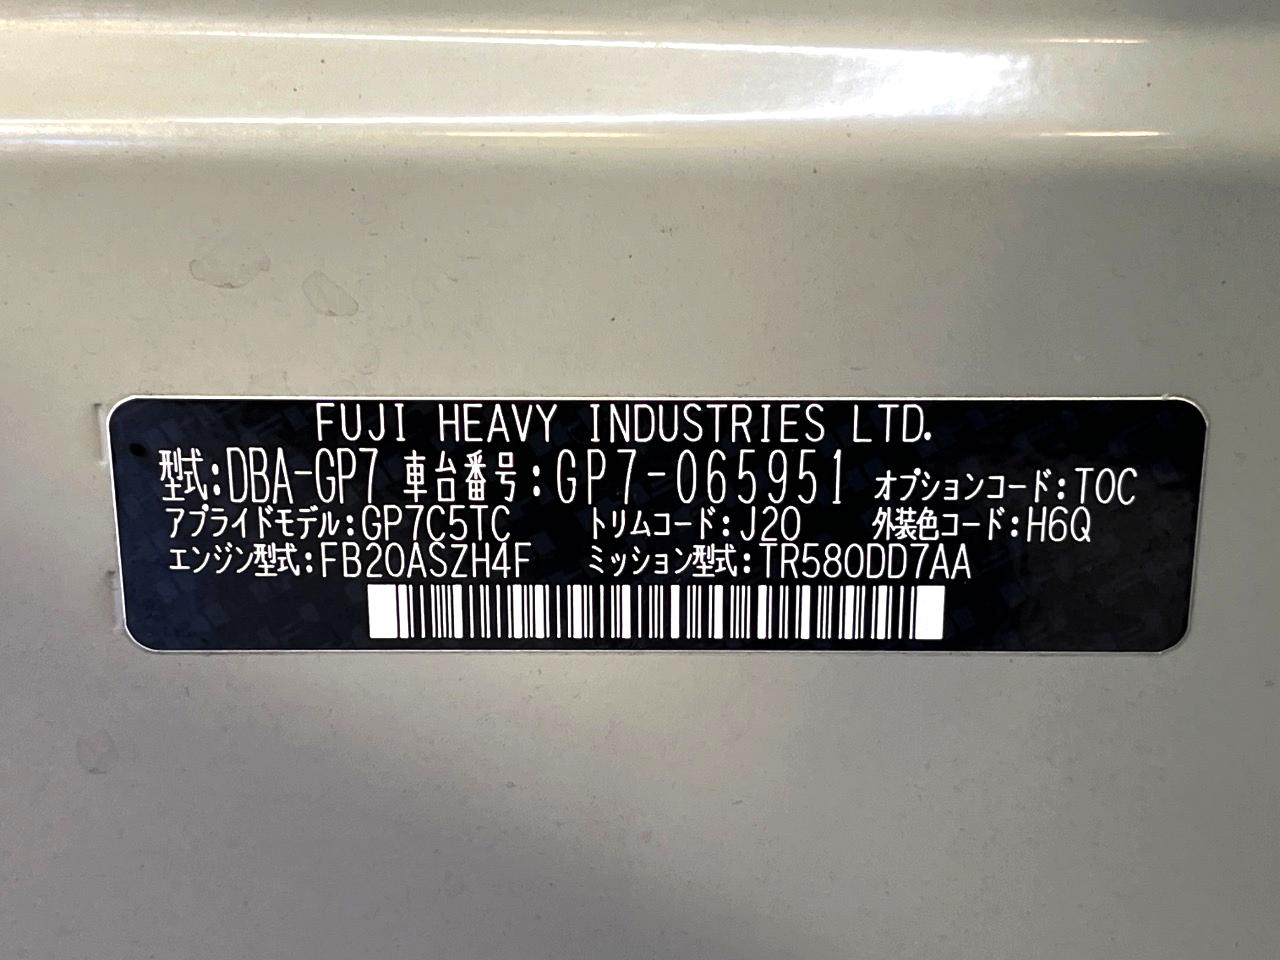 FUJI HEAVY INDUSTRIES LTD.
型式:DBA-GP7 車台番号:GP7-065951 オプションコード:TOC
アプライドモデル:GP7C5TC トリムコード:J20 外装色コード:H6Q
エンジン型式:FB20ASZH4F ミッション型式:TR580DD7AA